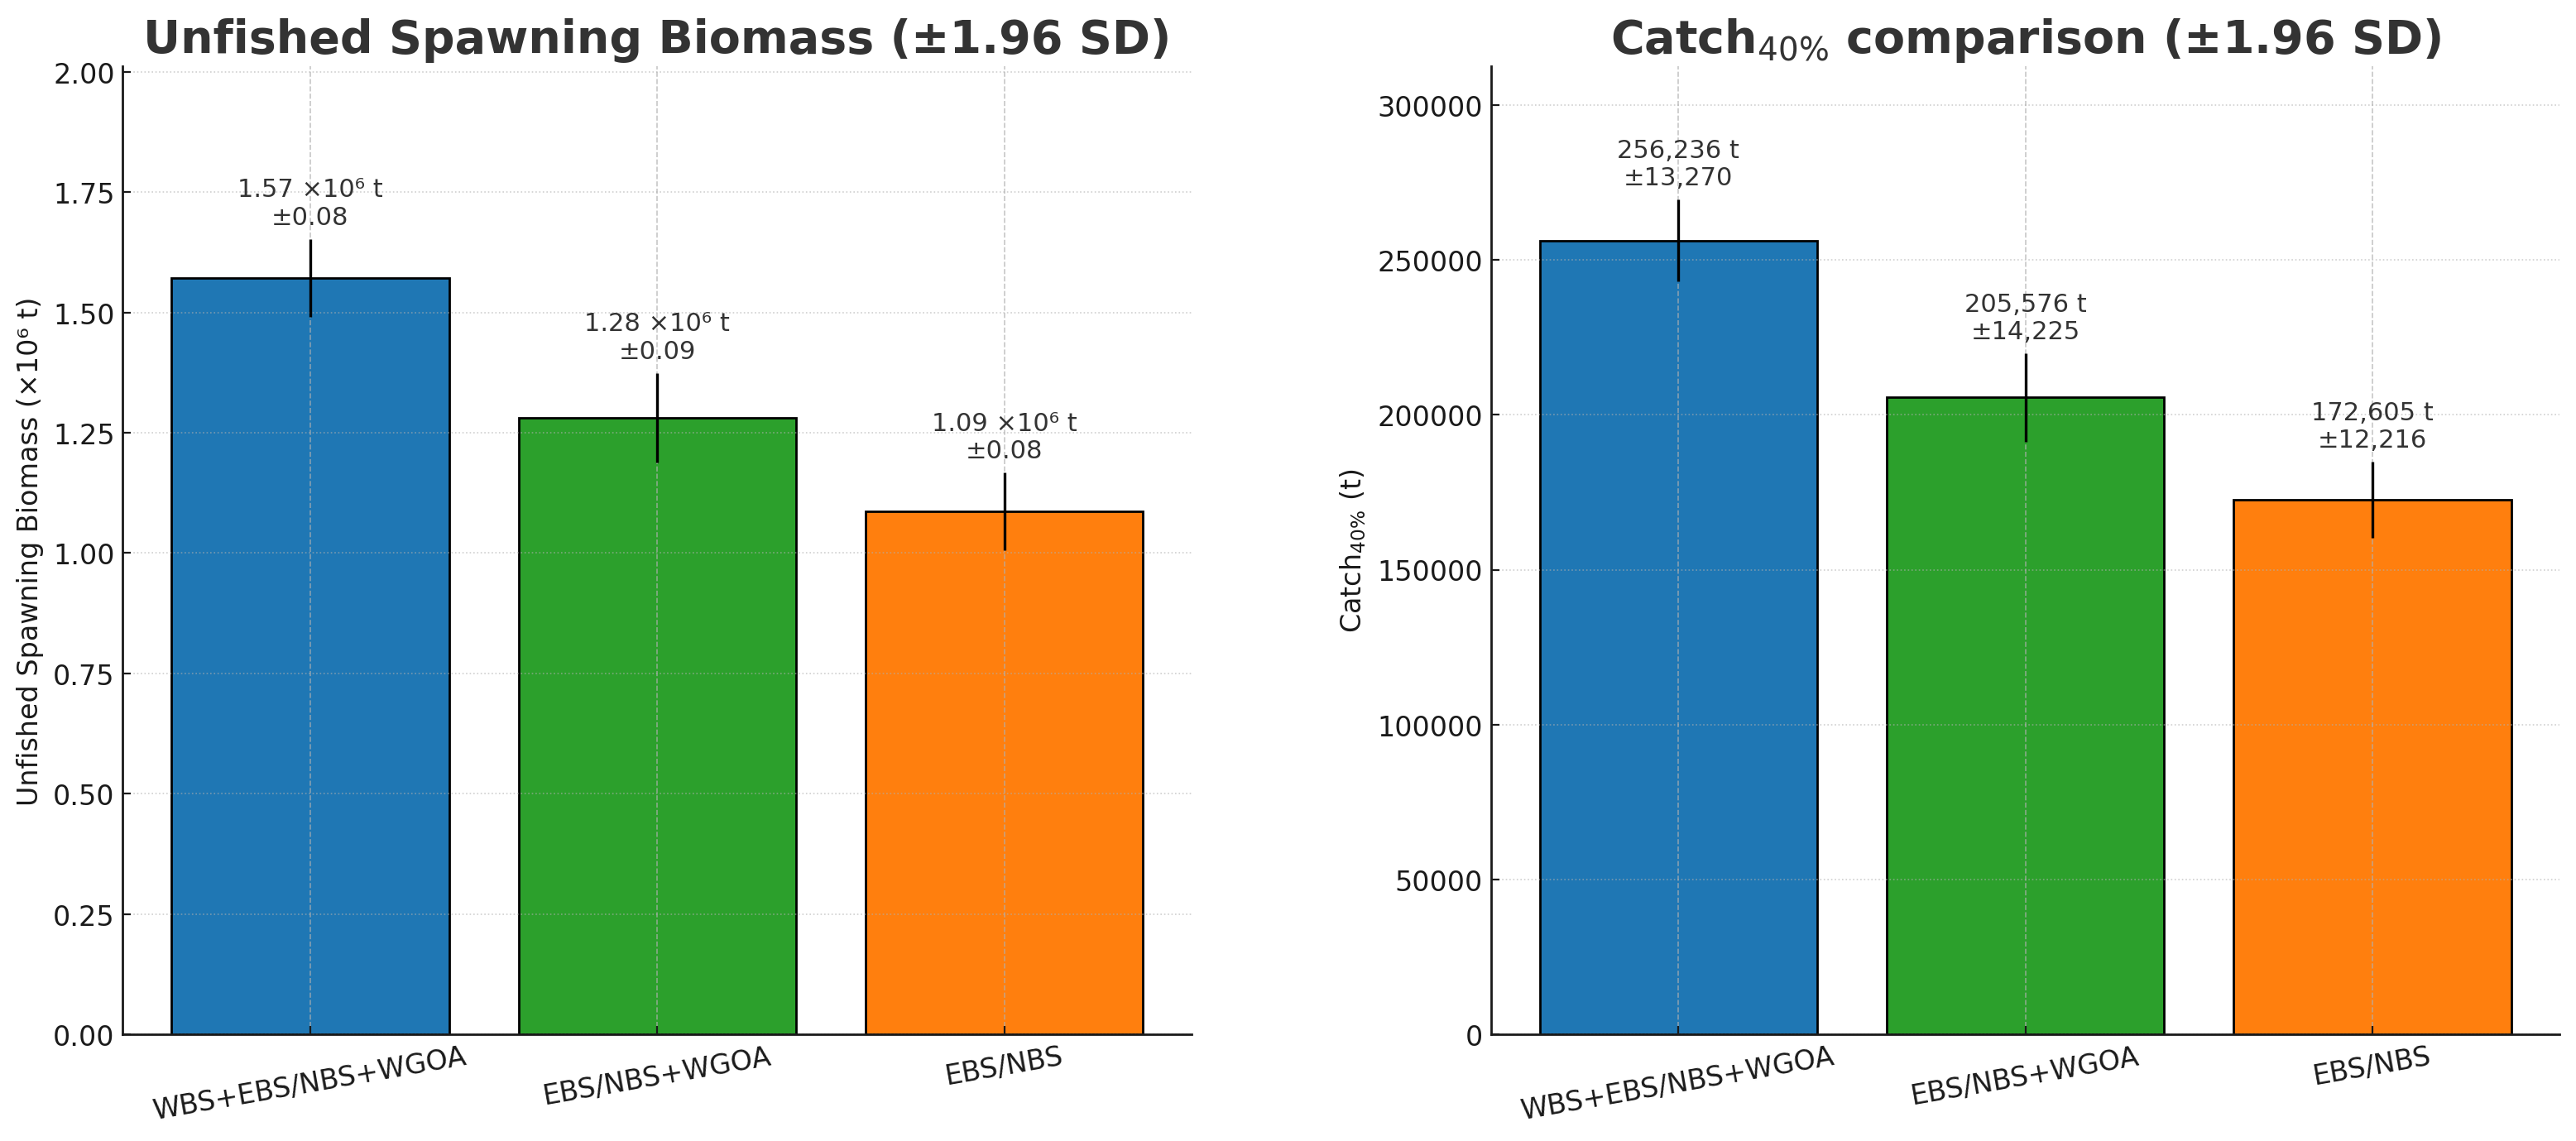 Unfished Spawning Biomass (±1.96 SD)
Unfished Spawning Biomass (×10⁶ t)
2.00
1.75
1.50
1.25
1.00
0.75
0.50
0.25
0.00
1.57 ×10⁶ t
±0.08
1.28 ×10⁶ t
±0.09
1.09 ×10⁶ t
±0.08
WBS+EBS/NBS+WGOA
EBS/NBS+WGOA
EBS/NBS
Catch₄₀% comparison (±1.96 SD)
Catch₄₀% (t)
300000
250000
200000
150000
100000
50000
0
256,236 t
±13,270
205,576 t
±14,225
172,605 t
±12,216
WBS+EBS/NBS+WGOA
EBS/NBS+WGOA
EBS/NBS